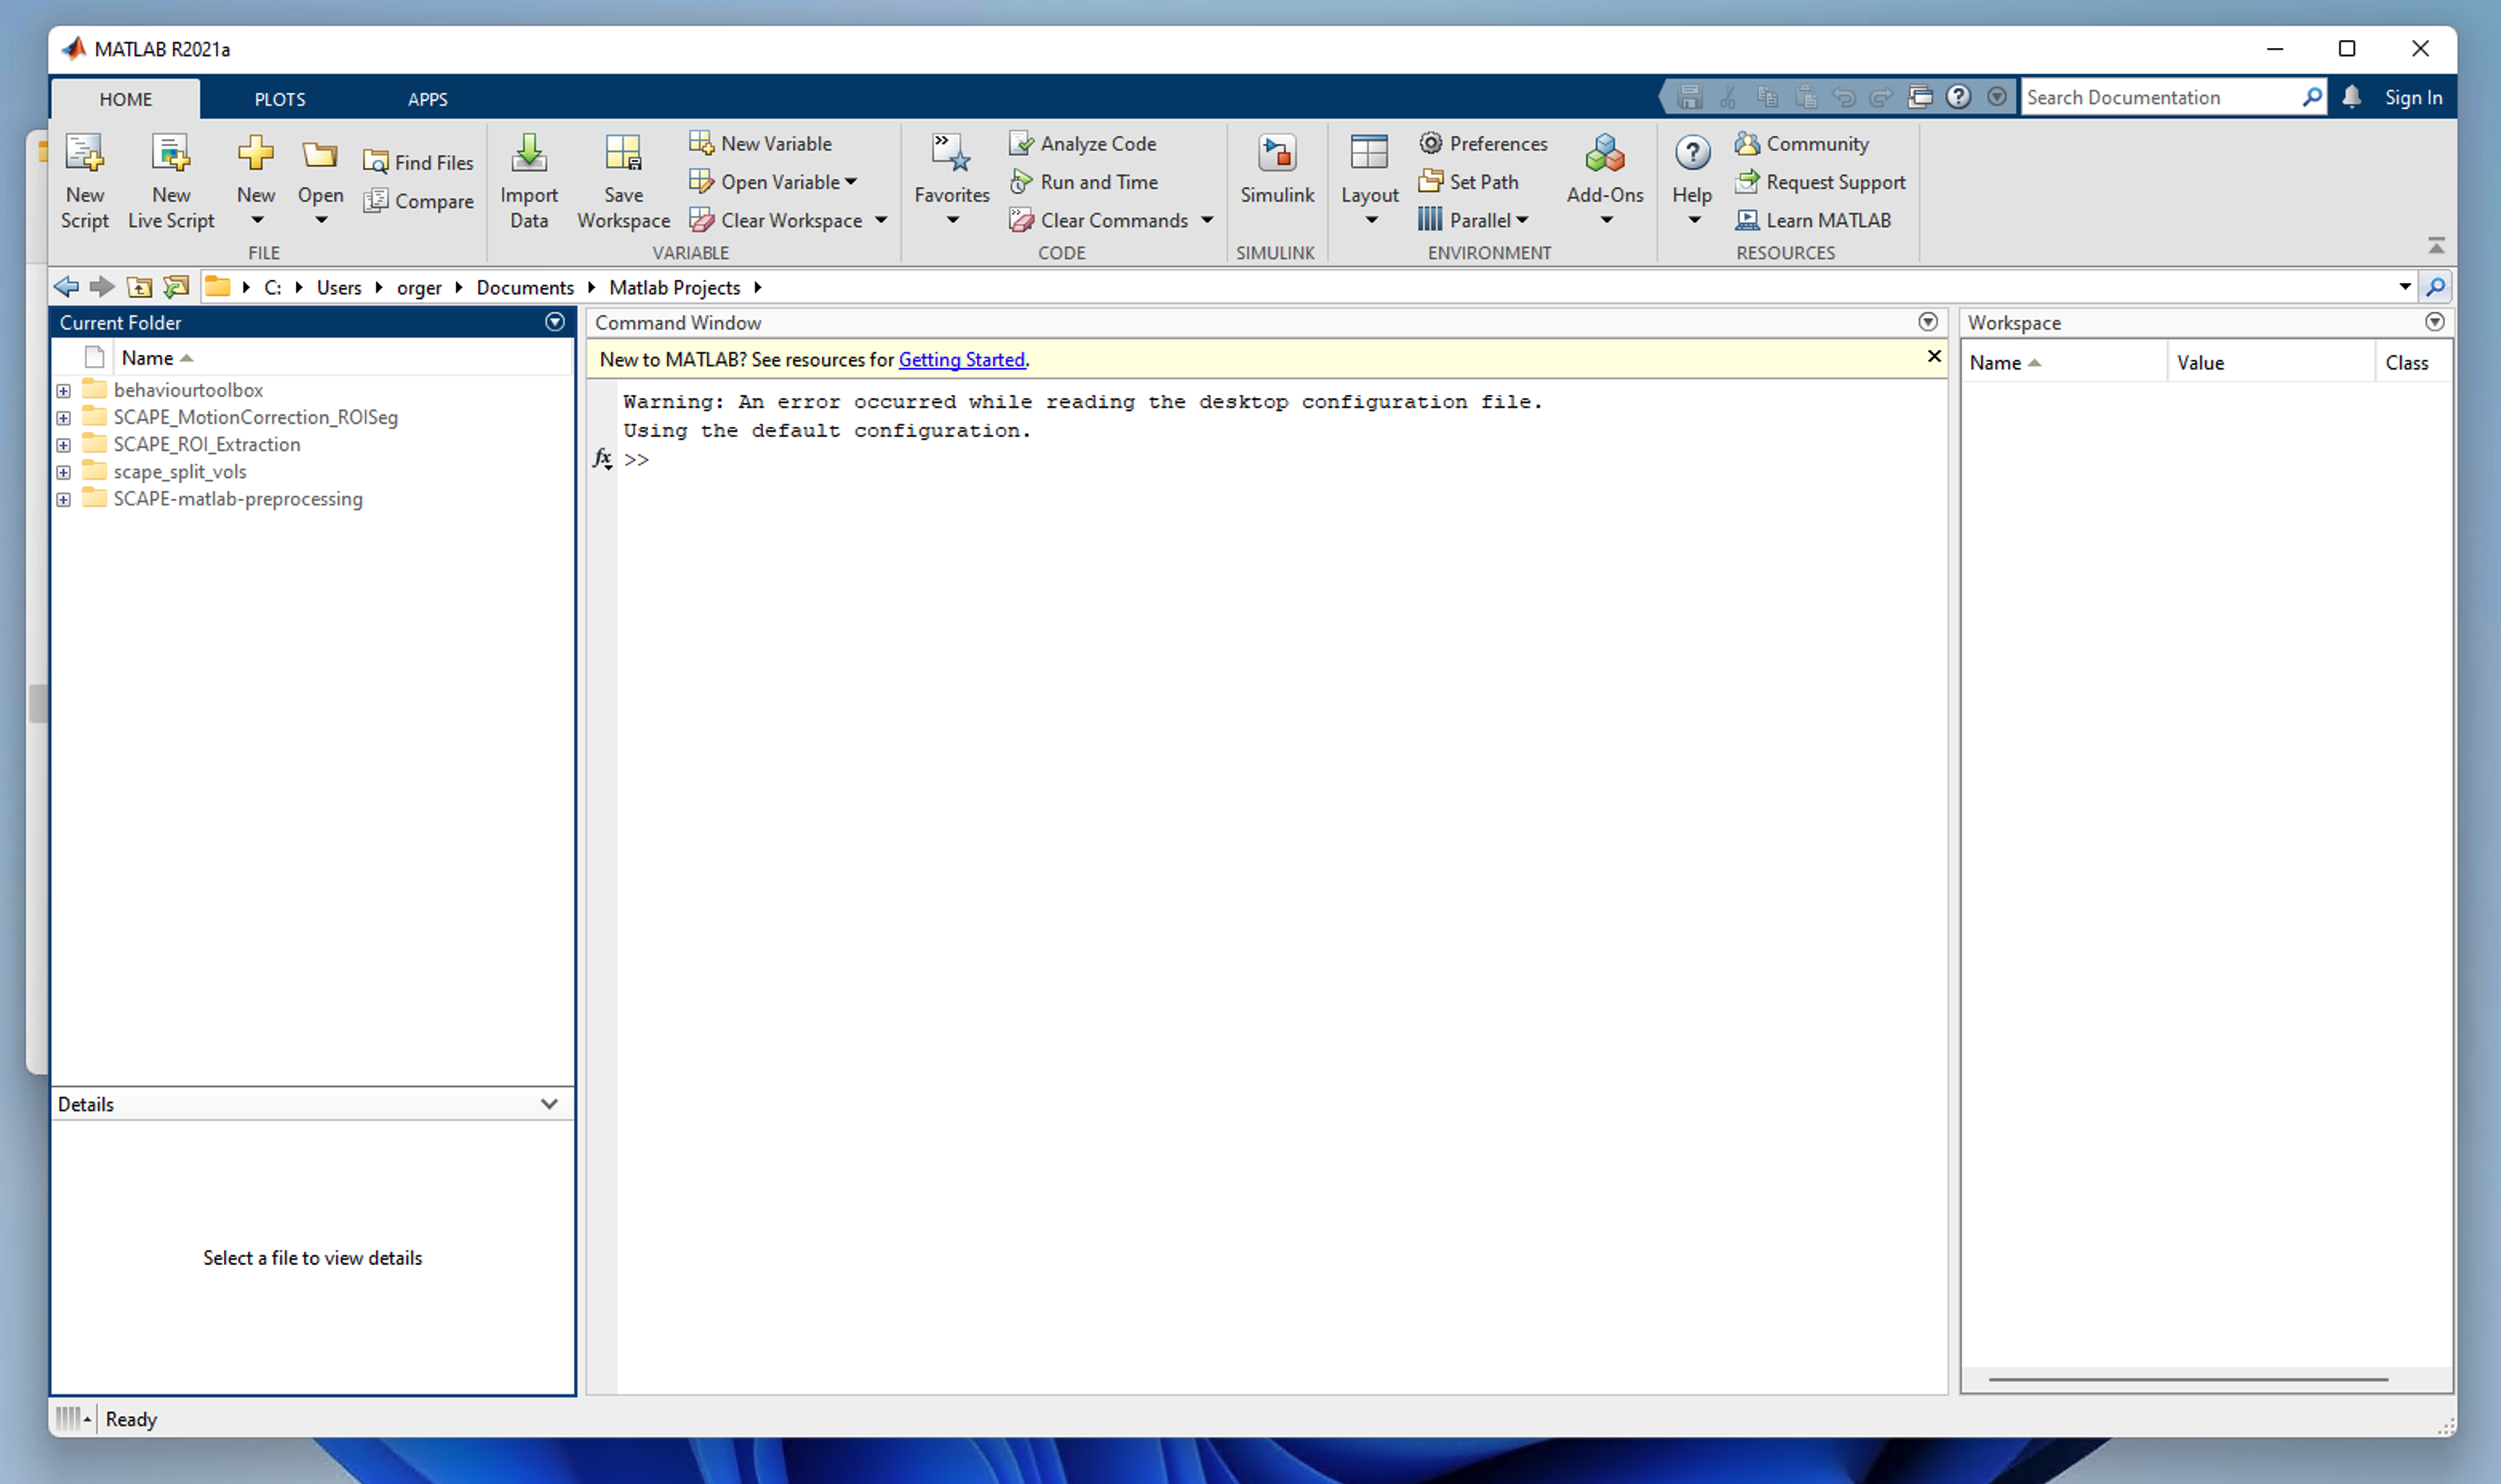 MATLAB R2021a
HOME PLOTS APPS
Search Documentation
Sign In
New Script
New Live Script
New
Open
Find Files
Compare
FILE
Import Data
Save Workspace
New Variable
Open Variable
Clear Workspace
VARIABLE
Favorites
Analyze Code
Run and Time
Clear Commands
CODE
Simulink
SIMULINK
Layout
Preferences
Set Path
Parallel
Add-Ons
ENVIRONMENT
Help
Community
Request Support
Learn MATLAB
RESOURCES
C: Users orger Documents Matlab Projects
Current Folder
Name
behaviourtoolbox
SCAPE_MotionCorrection_ROISeg
SCAPE_ROI_Extraction
scape_split_vols
SCAPE-matlab-preprocessing
Details
Select a file to view details
Command Window
New to MATLAB? See resources for Getting Started.
Warning: An error occurred while reading the desktop configuration file.
Using the default configuration.
fx >>
Workspace
Name Value Class
Ready